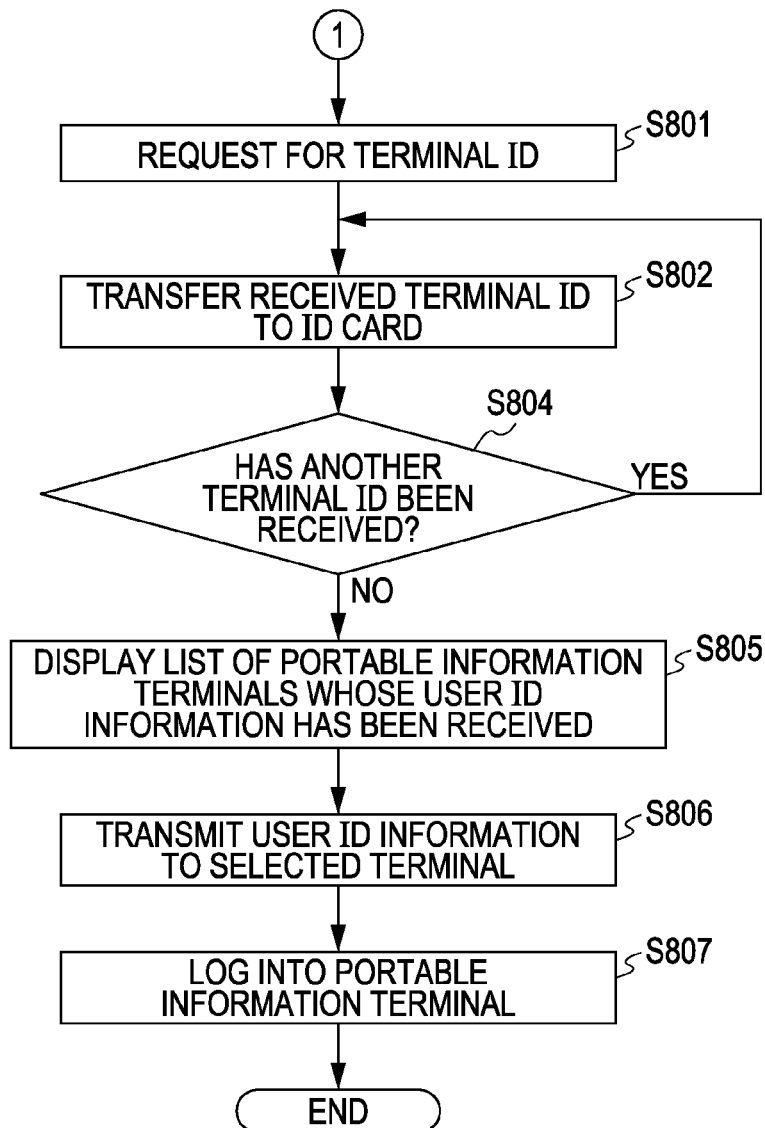 1
S801
REQUEST FOR TERMINAL ID
S802
TRANSFER RECEIVED TERMINAL ID
TO ID CARD
S804
HAS ANOTHER
TERMINAL ID BEEN
RECEIVED?
YES
NO
S805
DISPLAY LIST OF PORTABLE INFORMATION
TERMINALS WHOSE USER ID
INFORMATION HAS BEEN RECEIVED
S806
TRANSMIT USER ID INFORMATION
TO SELECTED TERMINAL
S807
LOG INTO PORTABLE
INFORMATION TERMINAL
END